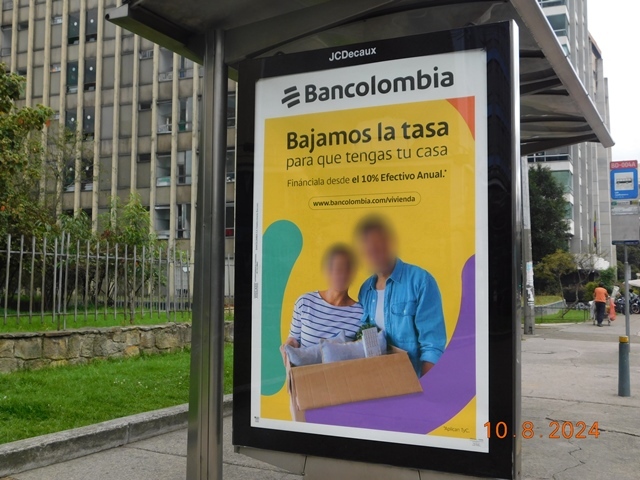 JCDecaux
Bancolombia
Bajamos la tasa
para que tengas tu casa
Finánciala desde el 10% Efectivo Anual.*
www.bancolombia.com/vivienda
10.8.2024